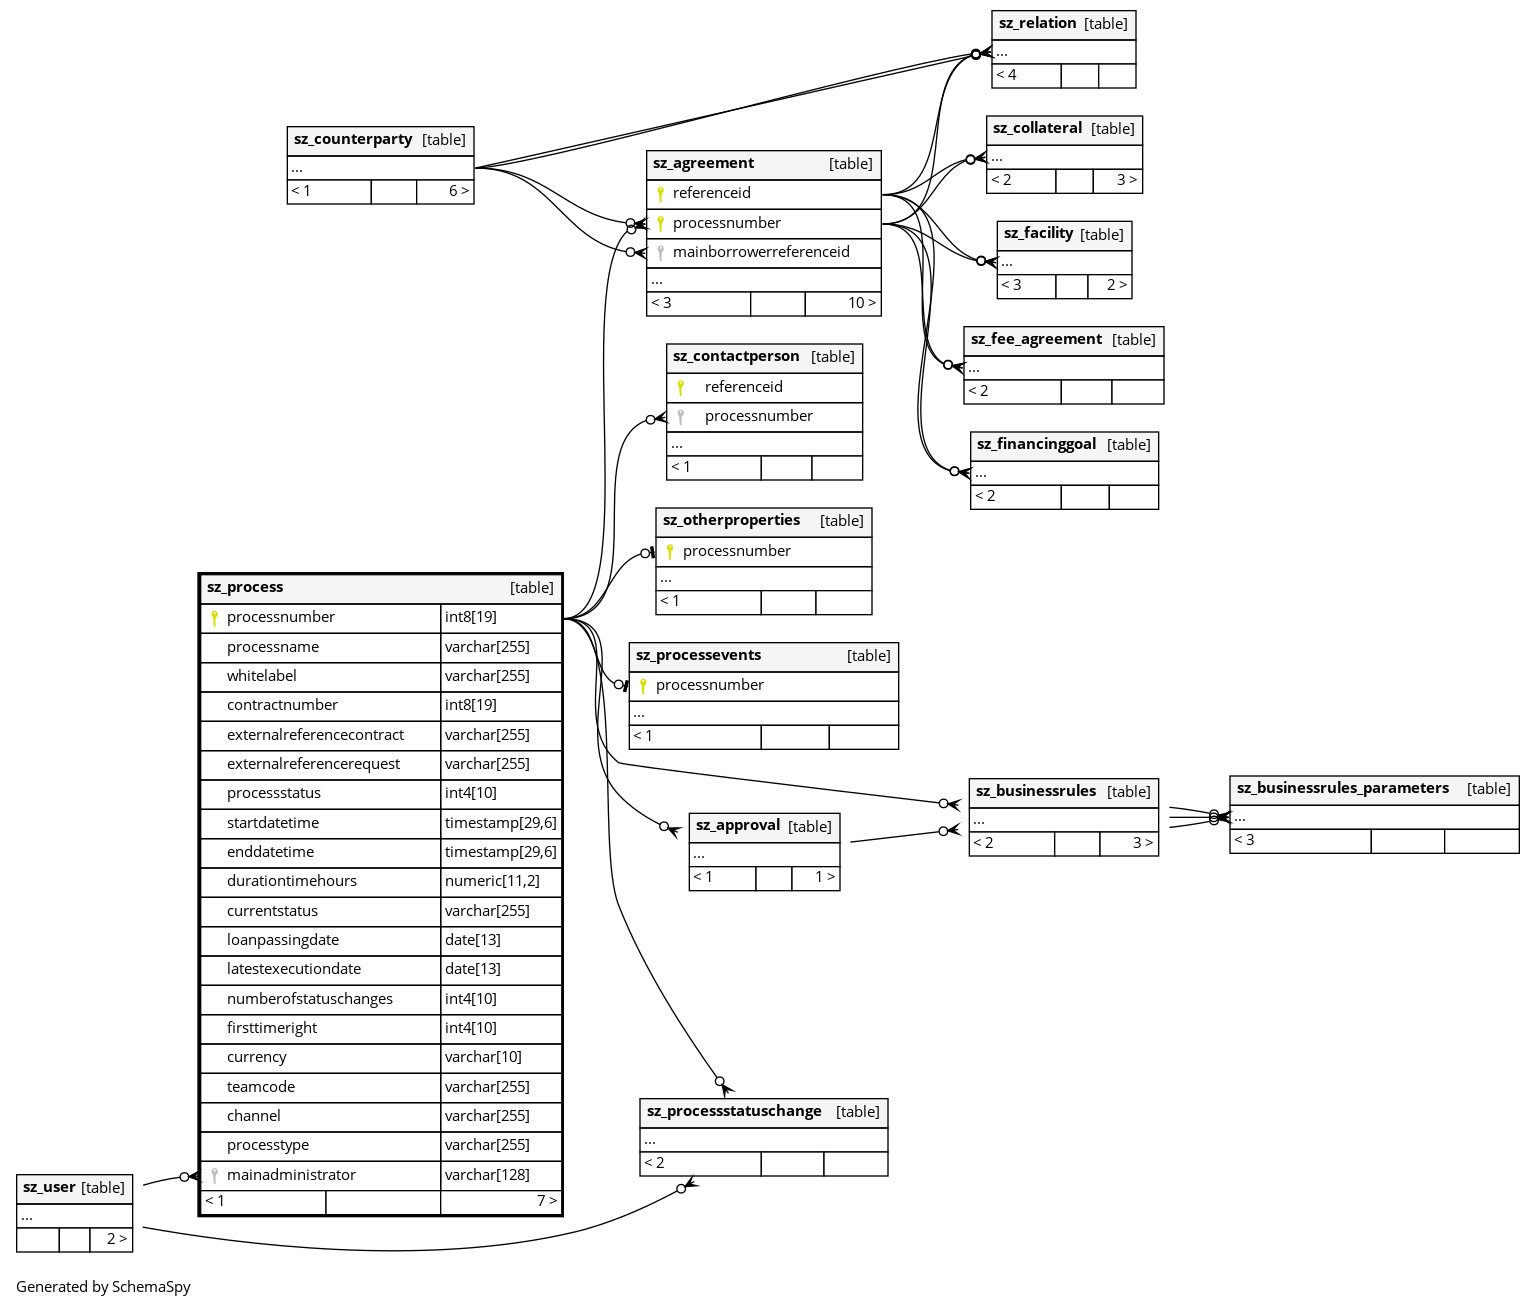 sz_relation [table]
...
< 4
sz_collateral [table]
...
< 2 3 >
sz_counterparty [table]
...
< 1 6 >
sz_agreement [table]
referenceid
processnumber
mainborrowerreferenceid
...
< 3 10 >
sz_facility [table]
...
< 3 2 >
sz_fee_agreement [table]
...
< 2
sz_contactperson [table]
referenceid
processnumber
...
< 1
sz_financinggoal [table]
...
< 2
sz_otherproperties [table]
processnumber
...
< 1
sz_process [table]
processnumber int8[19]
processname varchar[255]
whitelabel varchar[255]
contractnumber int8[19]
externalreferencecontract varchar[255]
externalreferencerequest varchar[255]
processstatus int4[10]
startdatetime timestamp[29,6]
enddatetime timestamp[29,6]
durationtimehours numeric[11,2]
currentstatus varchar[255]
loanpassingdate date[13]
latestexecutiondate date[13]
numberofstatuschanges int4[10]
firsttimeright int4[10]
currency varchar[10]
teamcode varchar[255]
channel varchar[255]
processtype varchar[255]
mainadministrator varchar[128]
< 1 7 >
sz_processevents [table]
processnumber
...
< 1
sz_businessrules [table]
...
< 2 3 >
sz_businessrules_parameters [table]
...
< 3
sz_approval [table]
...
< 1 1 >
sz_processstatuschange [table]
...
< 2
sz_user [table]
...
2 >
Generated by SchemaSpy